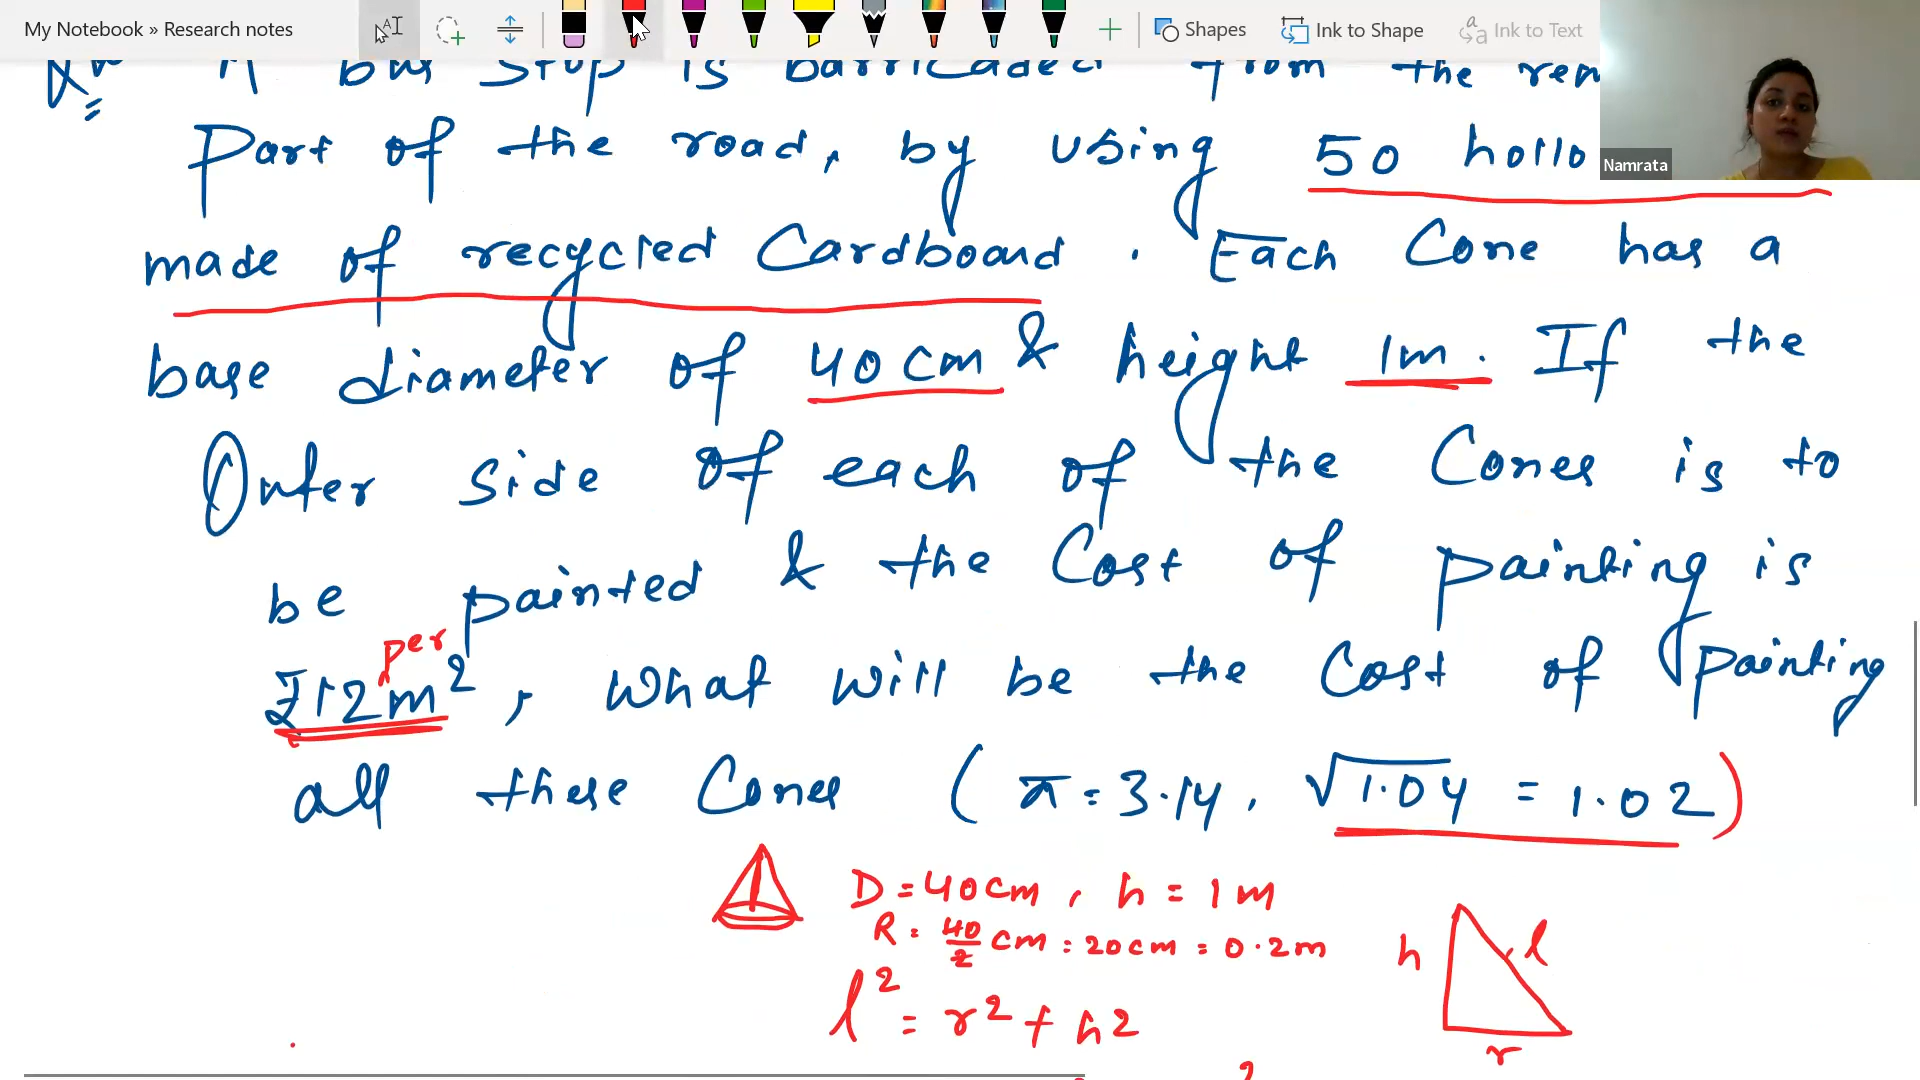 My Notebook » Research notes
Shapes
Ink to Shape
Ink to Text
A bus stop is barricaded from the
Namrata
Part of the road, by using 50
made of recycled Cardboard. Each Cone has a
base diameter of 40 cm & height 1m. If the
Outer side of each of the Cones is to
be painted & the Cost of painting is
per
₹12 m², What will be the Cost of painting
all these Cones (π = 3.14, √1.04 = 1.02)
D = 40cm, h = 1m
R = 40/2 cm = 20cm = 0.2m
h l
l² = r² + h2
r
2